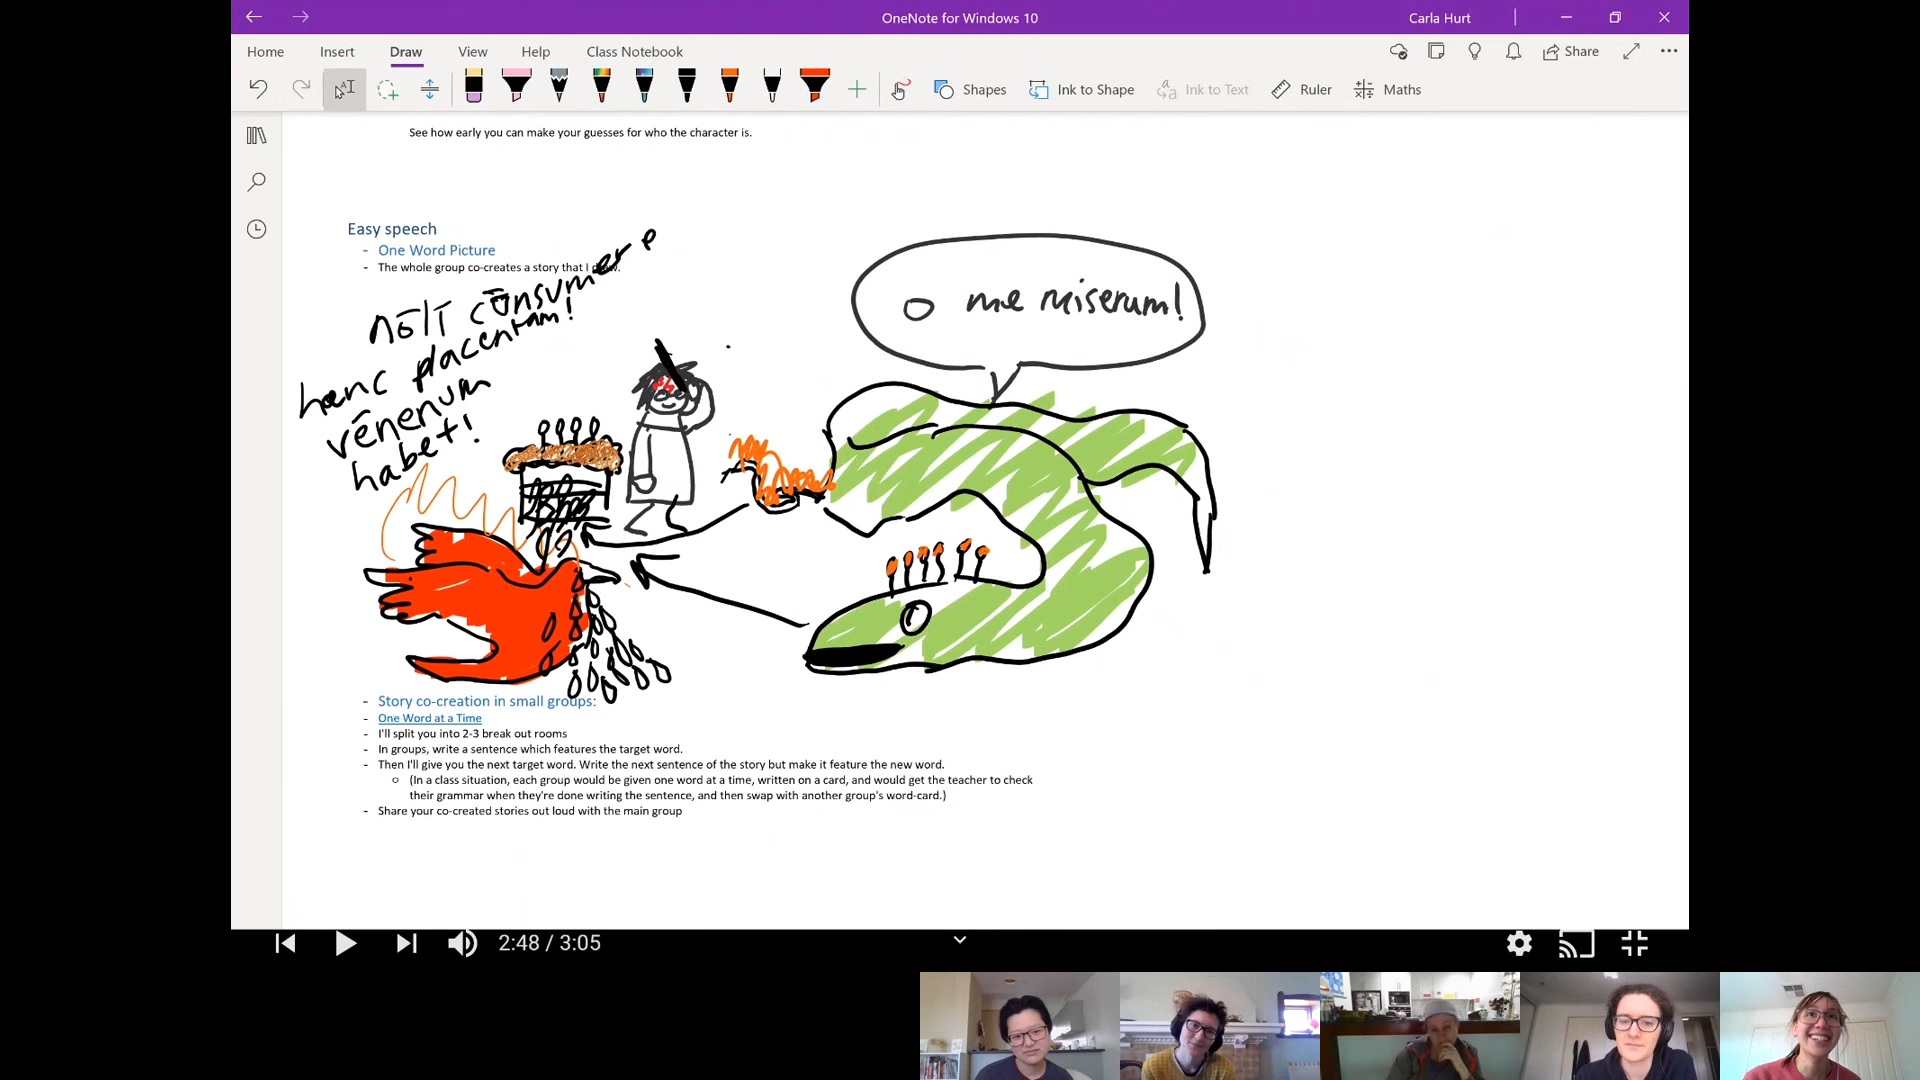 OneNote for Windows 10
Carla Hurt
Home Insert Draw View Help Class Notebook
Share
Shapes Ink to Shape Ink to Text Ruler Maths
See how early you can make your guesses for who the character is.
Easy speech
- One Word Picture
- The whole group co-creates a story that I draw.
nōlī cōnsumere
hanc placentam!
vēnenum
habet!
o me miserum!
- Story co-creation in small groups:
- One Word at a Time
- I'll split you into 2-3 break out rooms
- In groups, write a sentence which features the target word.
- Then I'll give you the next target word. Write the next sentence of the story but make it feature the new word.
o (In a class situation, each group would be given one word at a time, written on a card, and would get the teacher to check
their grammar when they're done writing the sentence, and then swap with another group's word-card.)
- Share your co-created stories out loud with the main group
2:48 / 3:05